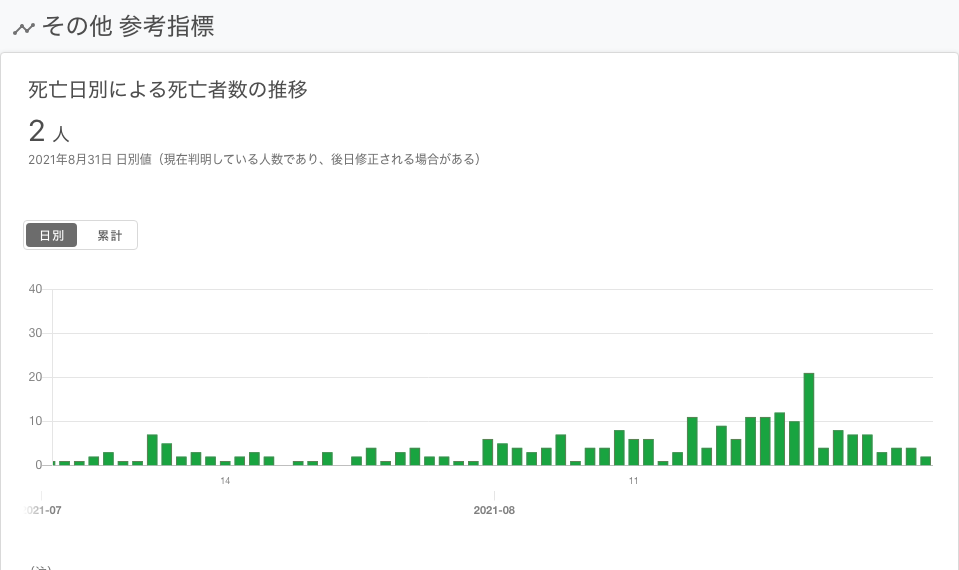 その他 参考指標
死亡日別による死亡者数の推移
2 人
2021年8月31日 日別値（現在判明している人数であり、後日修正される場合がある）
日別 累計
40
30
20
10
0
14 11
021-07 2021-08